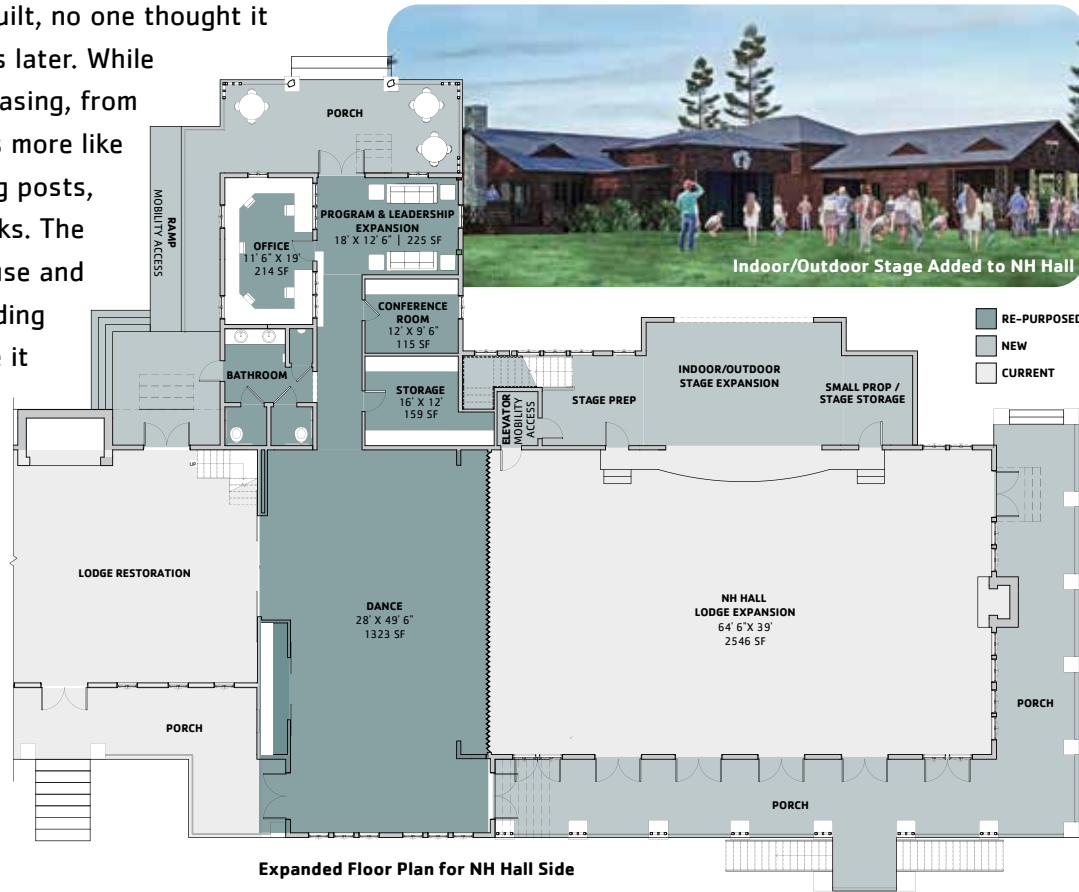 uilt, no one thought it
s later. While
asing, from
s more like
g posts,
ks. The
use and
ding
e it
Indoor/Outdoor Stage Added to NH Hall
RE-PURPOSED
NEW
CURRENT
PORCH
RAMP
MOBILITY ACCESS
OFFICE
11' 6" X 19'
214 SF
PROGRAM & LEADERSHIP
EXPANSION
18' X 12' 6" | 225 SF
CONFERENCE
ROOM
12' X 9' 6"
115 SF
BATHROOM
STORAGE
16' X 12'
159 SF
ELEVATOR
MOBILITY
ACCESS
STAGE PREP
INDOOR/OUTDOOR
STAGE EXPANSION
SMALL PROP /
STAGE STORAGE
UP
LODGE RESTORATION
DANCE
28' X 49' 6"
1323 SF
NH HALL
LODGE EXPANSION
64' 6"X 39'
2546 SF
PORCH
PORCH
PORCH
Expanded Floor Plan for NH Hall Side